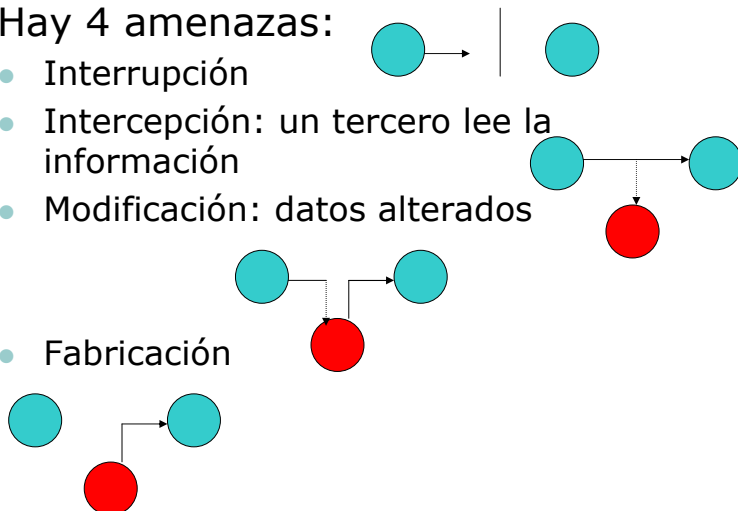 Hay 4 amenazas:
Interrupción
Intercepción: un tercero lee la
información
Modificación: datos alterados
Fabricación